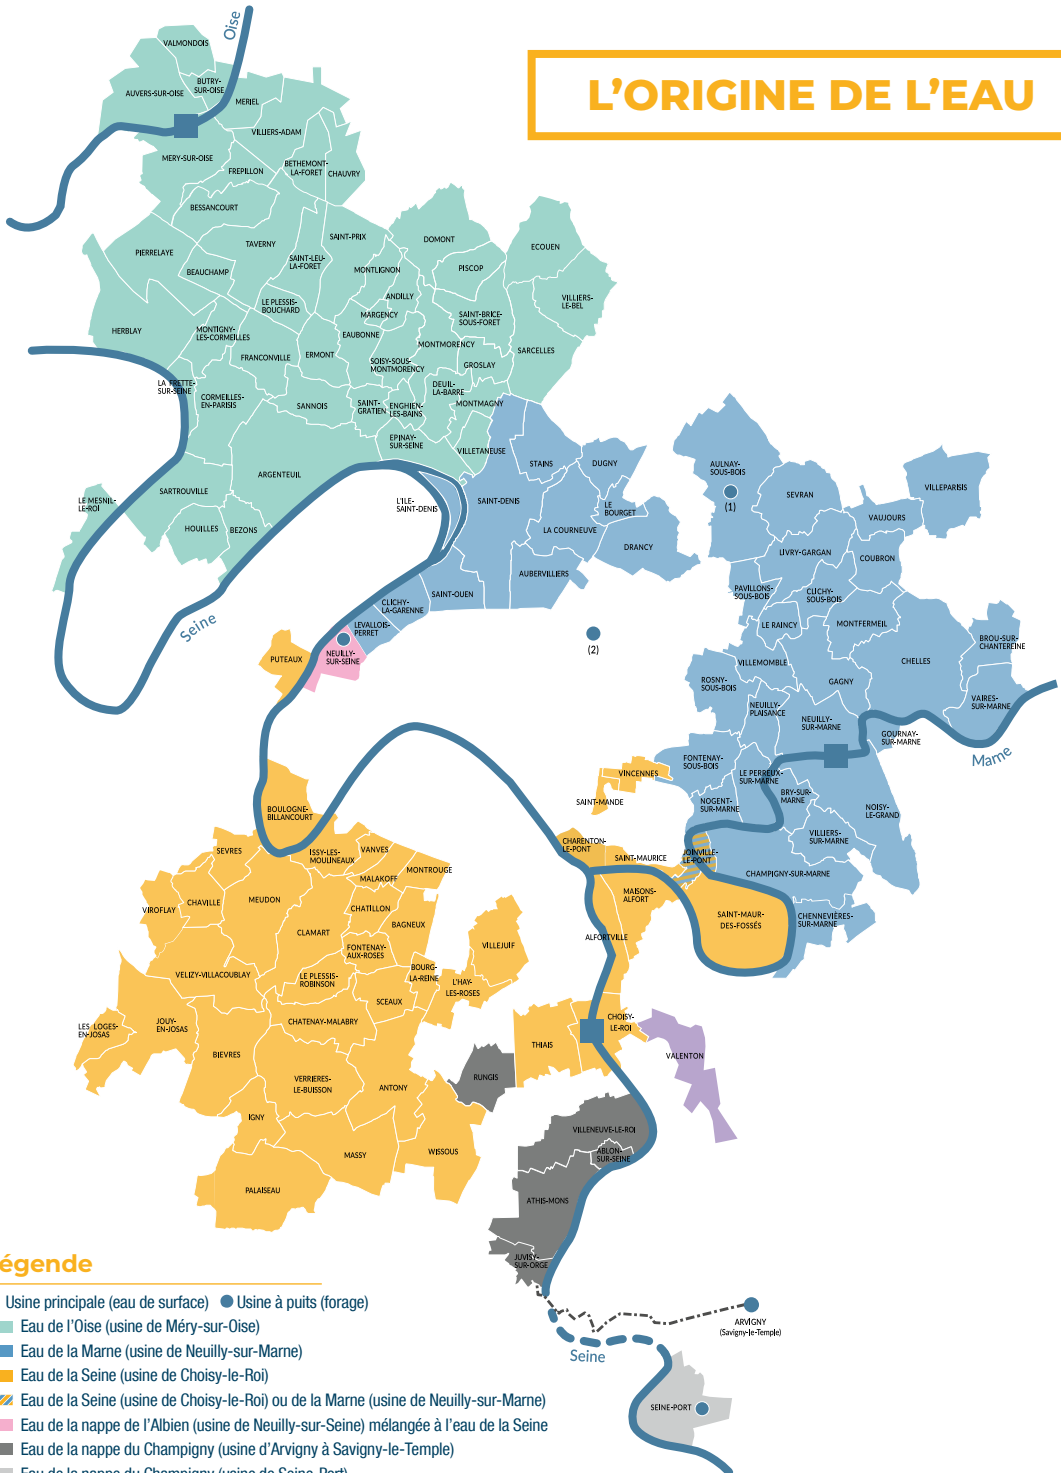 L'ORIGINE DE L'EAU
Oise
VALMONDOIS
BUTRY-
SUR-OISE
AUVERS-SUR-OISE
MERIEL
VILLIERS-ADAM
MERY-SUR-OISE
FREPILLON
BETHEMONT-
LA-FORET
CHAUVRY
BESSANCOURT
PIERRELAYE
TAVERNY
SAINT-PRIX
DOMONT
ECOUEN
BEAUCHAMP
SAINT-LEU-
LA-FORET
MONTLIGNON
PISCOP
ANDILLY
VILLIERS-
LE-BEL
LE PLESSIS-
BOUCHARD
MARGENCY
SAINT-BRICE-
SOUS-FORET
HERBLAY
MONTIGNY-
LES-CORMEILLES
EAUBONNE
MONTMORENCY
SARCELLES
FRANCONVILLE
ERMONT
SOISY-SOUS-
MONTMORENCY
GROSLAY
LA FRETTE-
SUR-SEINE
CORMEILLES-
EN-PARISIS
SANNOIS
SAINT-
GRATIEN
ENGHIEN-
LES-BAINS
DEUIL-
LA-BARRE
MONTMAGNY
EPINAY-
SUR-SEINE
VILLETANEUSE
ARGENTEUIL
SARTROUVILLE
LE MESNIL-
LE-ROI
HOUILLES
BEZONS
L'ILE-
SAINT-DENIS
SAINT-DENIS
STAINS
DUGNY
LE
BOURGET
LA COURNEUVE
DRANCY
AUBERVILLIERS
SAINT-OUEN
CLICHY-
LA-GARENNE
LEVALLOIS-
PERRET
NEUILLY-
SUR-SEINE
PUTEAUX
Seine
(2)
AULNAY-
SOUS-BOIS
(1)
SEVRAN
VILLEPARISIS
VAUJOURS
LIVRY-GARGAN
COUBRON
PAVILLONS-
SOUS-BOIS
CLICHY-
SOUS-BOIS
LE RAINCY
MONTFERMEIL
BROU-SUR-
CHANTEREINE
VILLEMOMBLE
CHELLES
ROSNY-
SOUS-BOIS
GAGNY
VAIRES-
SUR-MARNE
NEUILLY-
PLAISANCE
NEUILLY-
SUR-MARNE
GOURNAY-
SUR-MARNE
Marne
FONTENAY-
SOUS-BOIS
LE PERREUX-
SUR-MARNE
VINCENNES
SAINT-MANDE
NOGENT-
SUR-MARNE
BRY-SUR-
MARNE
NOISY-
LE-GRAND
VILLIERS-
SUR-MARNE
BOULOGNE-
BILLANCOURT
CHARENTON-
LE-PONT
SAINT-MAURICE
JOINVILLE-
LE-PONT
CHAMPIGNY-SUR-MARNE
SEVRES
ISSY-LES-
MOULINEAUX
VANVES
MALAKOFF
MONTROUGE
MAISONS-
ALFORT
SAINT-MAUR-
DES-FOSSÉS
CHENNEVIÈRES-
SUR-MARNE
VIROFLAY
CHAVILLE
MEUDON
CHATILLON
BAGNEUX
CLAMART
ALFORTVILLE
FONTENAY-
AUX-ROSES
VILLEJUIF
VELIZY-VILLACOUBLAY
LE PLESSIS-
ROBINSON
BOURG-
LA-REINE
L'HAY-
LES-ROSES
SCEAUX
CHATENAY-MALABRY
LES LOGES-
EN-JOSAS
JOUY-
EN-JOSAS
CHOISY-
LE-ROI
THIAIS
VALENTON
BIEVRES
RUNGIS
VERRIERES-
LE-BUISSON
ANTONY
IGNY
MASSY
WISSOUS
PALAISEAU
VILLENEUVE-LE-ROI
ABLON-
SUR-SEINE
ATHIS-MONS
JUVISY-
SUR-ORGE
ARVIGNY
(Savigny-le-Temple)
Seine
SEINE-PORT
égende
Usine principale (eau de surface) Usine à puits (forage)
Eau de l'Oise (usine de Méry-sur-Oise)
Eau de la Marne (usine de Neuilly-sur-Marne)
Eau de la Seine (usine de Choisy-le-Roi)
Eau de la Seine (usine de Choisy-le-Roi) ou de la Marne (usine de Neuilly-sur-Marne)
Eau de la nappe de l'Albien (usine de Neuilly-sur-Seine) mélangée à l'eau de la Seine
Eau de la nappe du Champigny (usine d'Arvigny à Savigny-le-Temple)
Eau de la nappe du Champigny (usine de Seine-Port)